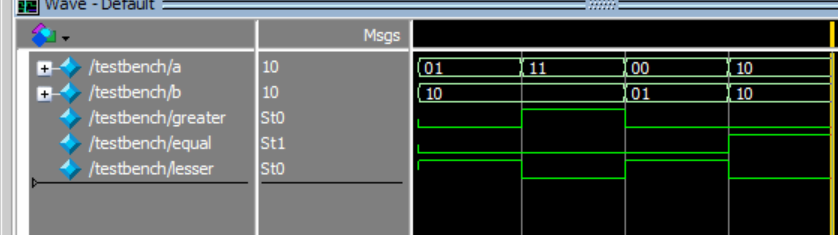 Wave - Default
Msgs
/testbench/a 10 01 11 00 10
/testbench/b 10 10 01 10
/testbench/greater St0
/testbench/equal St1
/testbench/lesser St0